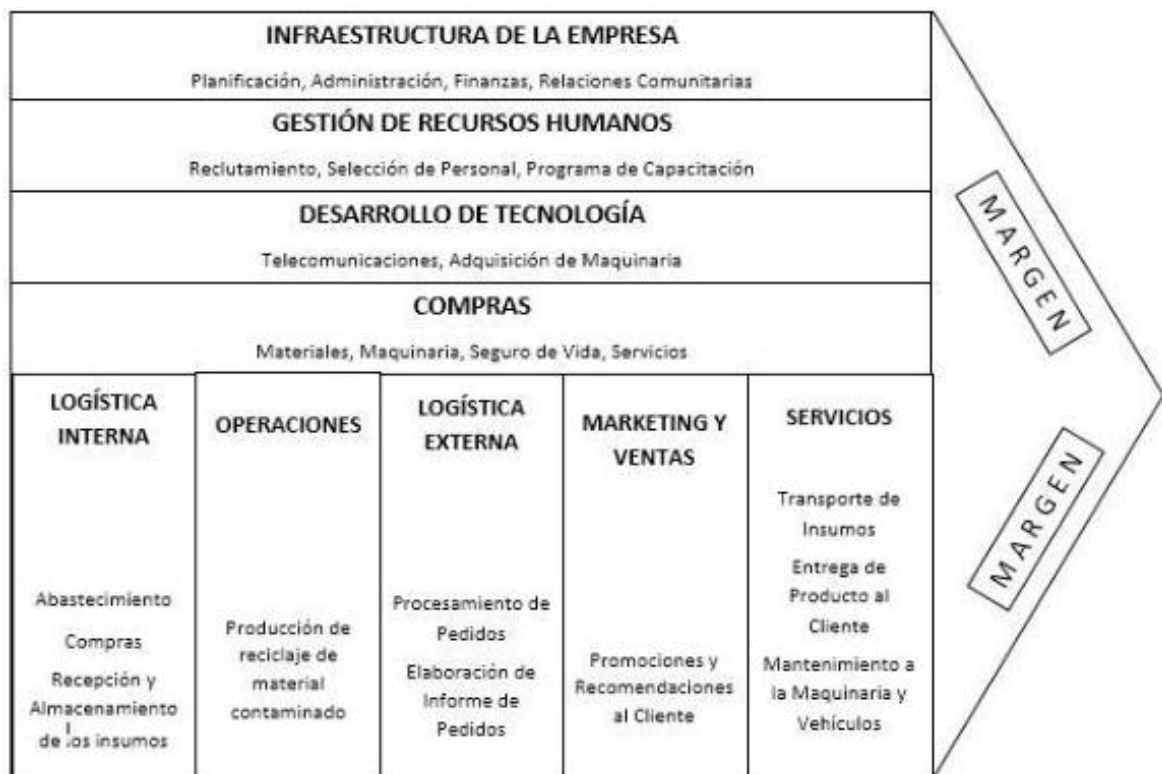 INFRAESTRUCTURA DE LA EMPRESA
Planificación, Administración, Finanzas, Relaciones Comunitarias
GESTIÓN DE RECURSOS HUMANOS
Reclutamiento, Selección de Personal, Programa de Capacitación
DESARROLLO DE TECNOLOGÍA
Telecomunicaciones, Adquisición de Maquinaria
COMPRAS
Materiales, Maquinaria, Seguro de Vida, Servicios
LOGÍSTICA
INTERNA
Abastecimiento
Compras
Recepción y
Almacenamiento
de los insumos
OPERACIONES
Producción de
reciclaje de
material
contaminado
LOGÍSTICA
EXTERNA
Procesamiento de
Pedidos
Elaboración de
Informe de
Pedidos
MARKETING Y
VENTAS
Promociones y
Recomendaciones
al Cliente
SERVICIOS
Transporte de
Insumos
Entrega de
Producto al
Cliente
Mantenimiento a
la Maquinaria y
Vehículos
MARGEN
MARGEN